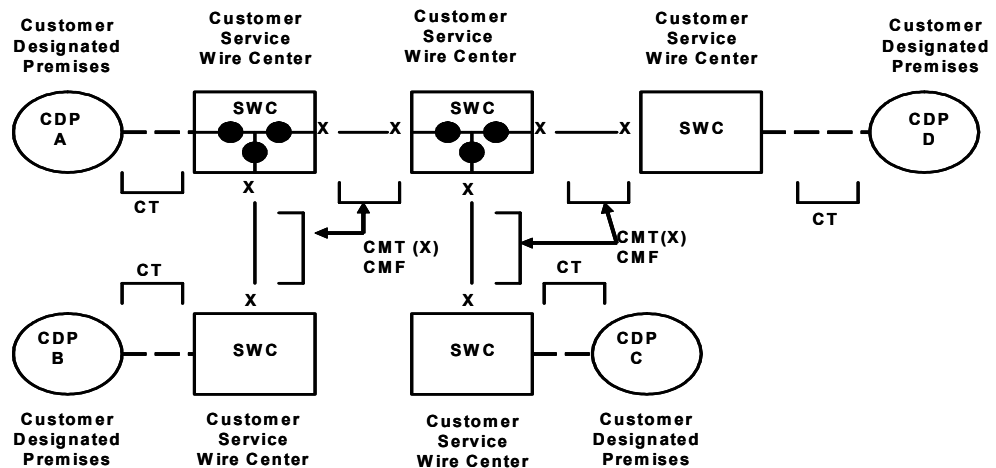 Customer
Designated
Premises
Customer
Service
Wire Center
Customer
Service
Wire Center
Customer
Service
Wire Center
Customer
Designated
Premises
CDP
A
SWC
X
X
SWC
X
X
SWC
CDP
D
CT
X
X
CT
CMT (X)
CMF
CMT(X)
CMF
CT
CT
X
X
CDP
B
SWC
SWC
CDP
C
Customer
Designated
Premises
Customer
Service
Wire Center
Customer
Service
Wire Center
Customer
Designated
Premises